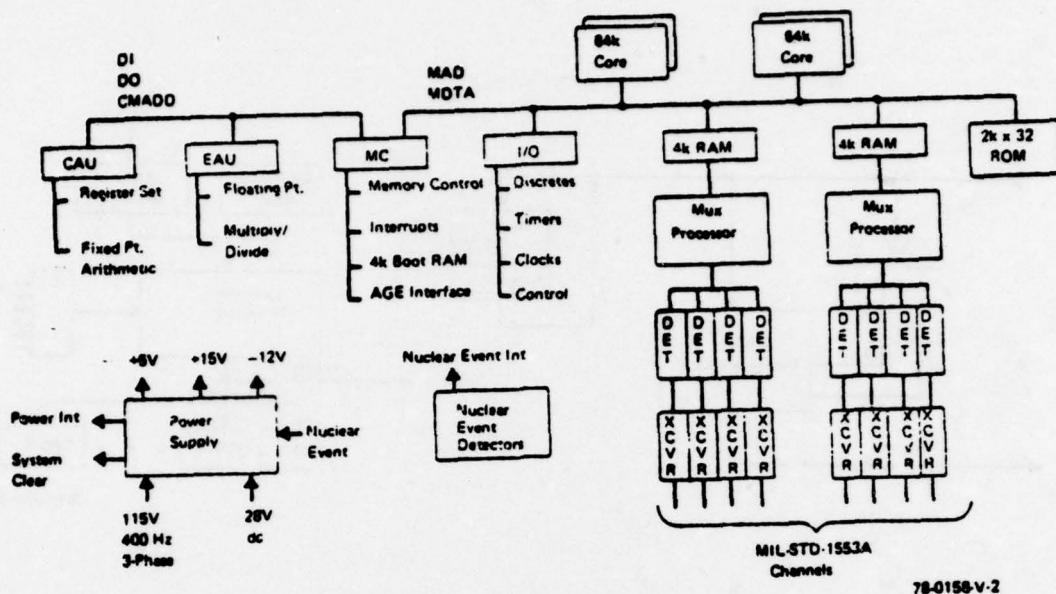 64k
Core
64k
Core
DI
DO
CMADD
MAD
MDTA
CAU
EAU
MC
I/O
4k RAM
4k RAM
2k x 32
ROM
Register Set
Fixed Pt.
Arithmetic
Floating Pt.
Multiply/
Divide
Memory Control
Interrupts
4k Boot RAM
AGE Interface
Discretes
Timers
Clocks
Control
Mux
Processor
Mux
Processor
DET
DET
DET
DET
DET
DET
DET
DET
XCVR
XCVR
XCVR
XCVR
XCVR
XCVR
XCVR
XCVR
+15V
-12V
Power Int
System
Clear
Power
Supply
Nuclear
Event
115V
400 Hz
3-Phase
28V
dc
Nuclear Event Int
Nuclear
Event
Detectors
MIL-STD-1553A
Channels
78-0158-V-2